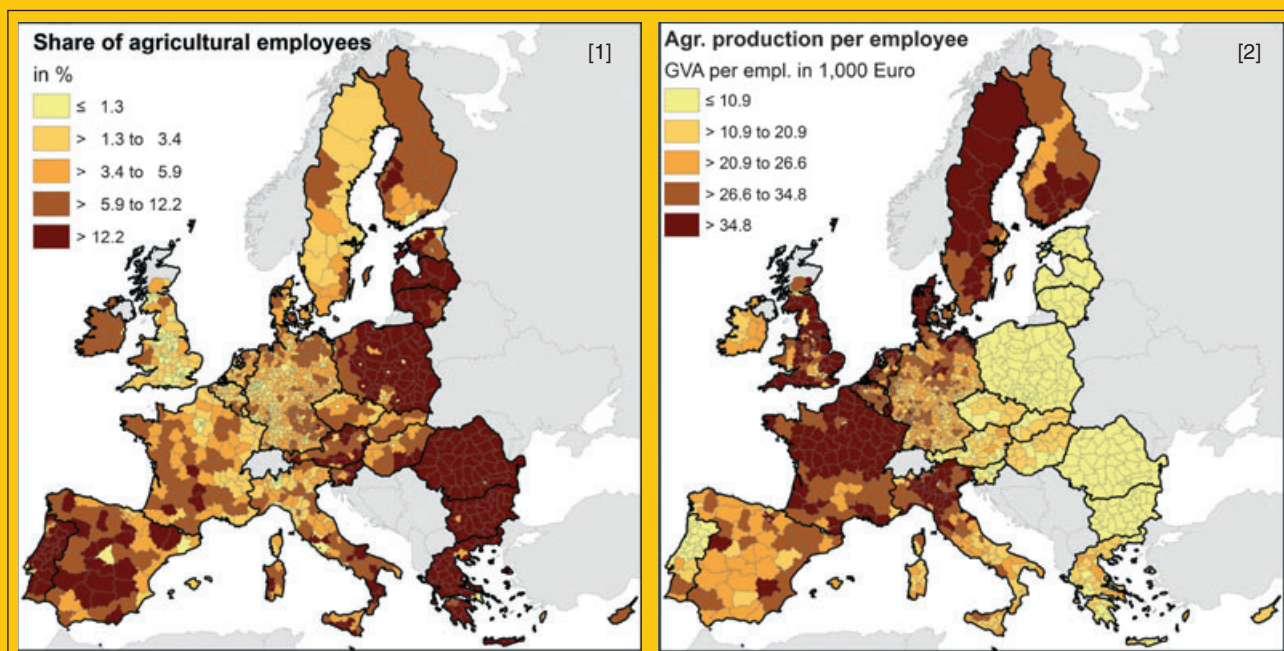 Share of agricultural employees
[1]
in %
≤ 1.3
> 1.3 to 3.4
> 3.4 to 5.9
> 5.9 to 12.2
> 12.2
Agr. production per employee
[2]
GVA per empl. in 1,000 Euro
≤ 10.9
> 10.9 to 20.9
> 20.9 to 26.6
> 26.6 to 34.8
> 34.8